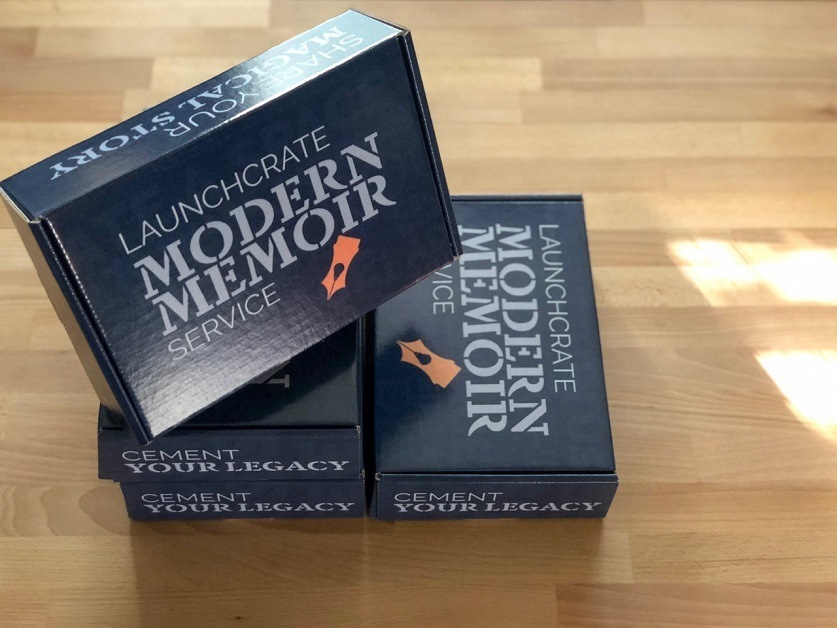 SHARE YOUR
MAGICAL STORY
LAUNCHCRATE
MODERN
MEMOIR
SERVICE
LAUNCHCRATE
MODERN
MEMOIR
VICE
CEMENT
YOUR LEGACY
CEMENT
YOUR LEGACY
CEMENT
YOUR LEGACY